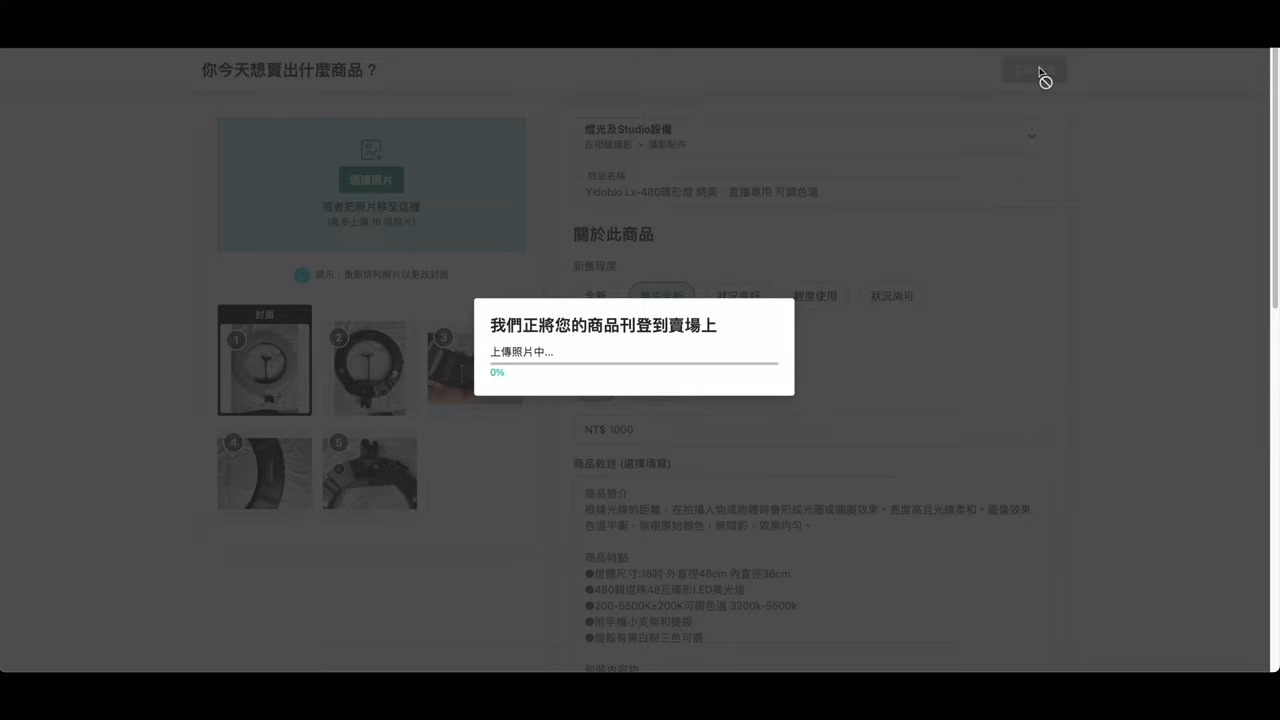 你今天想賣出什麼商品？
選擇照片
或者把照片移至這裡
(最多上傳 10 張照片)
提示：重新排列照片以更改封面
封面
1
2
3
4
5
燈光及Studio設備
在相機攝影 > 攝影配件
商品名稱
Yidoblo Lx-480環形燈 網美 直播專用 可調色溫
關於此商品
新舊程度
全新
幾近全新
狀況良好
輕度使用
狀況尚可
我們正將您的商品刊登到賣場上
上傳照片中...
0%
NT$ 1000
商品敘述 (選擇填寫)
商品簡介
根據光線的距離，在拍攝人物或物體時會形成光團或圓圈效果。亮度高且光線柔和。圖像效果
色溫平衡，恢復原始顏色，無陰影，效果均勻。
商品特點
●燈體尺寸:18吋 外直徑48cm 內直徑36cm
●480顆燈珠48瓦環形LED美光燈
●200-5500K±200K可調色溫 3200k-5500k
●附手機小支架和提袋
●燈殼有黑白粉三色可選
包裝內容物